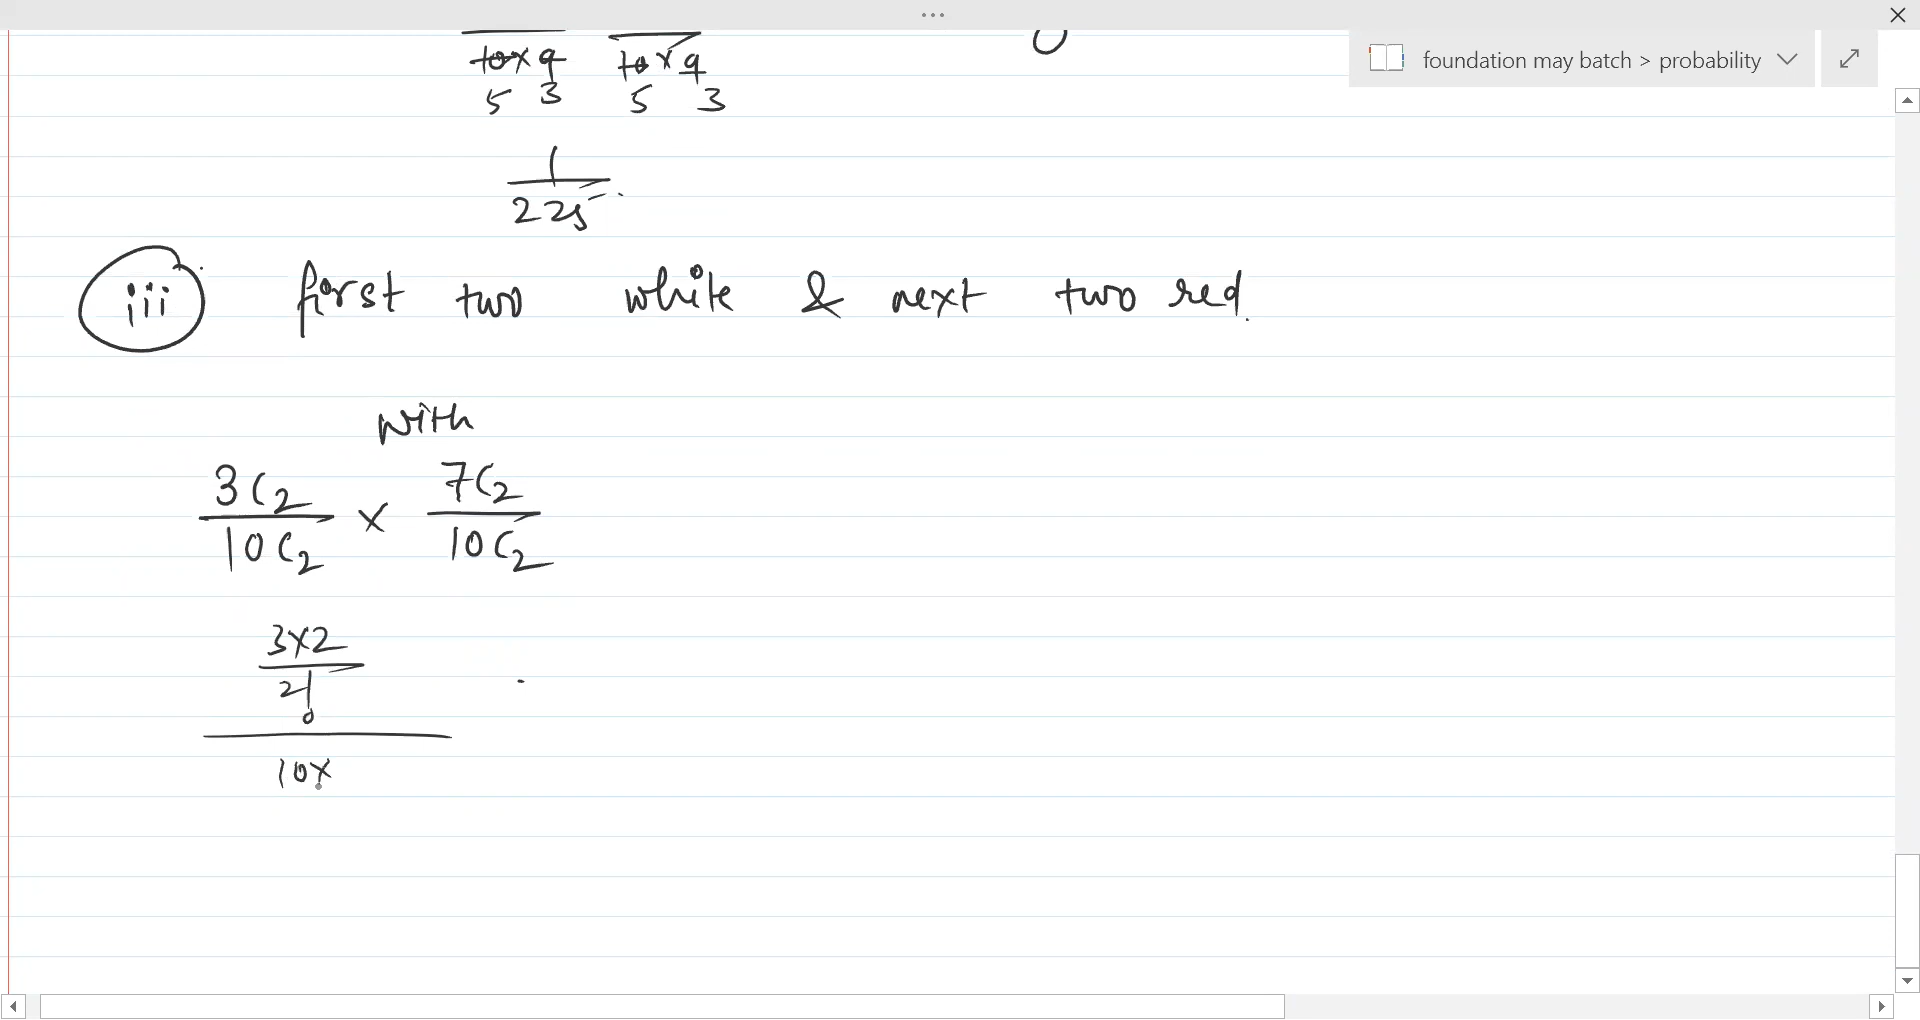 10×9 10×9
5 3 5 3
foundation may batch > probability
1
225
iii first two white & next two red.
with
3C2 × 7C2
10C2 10C2
3×2
2!
10×